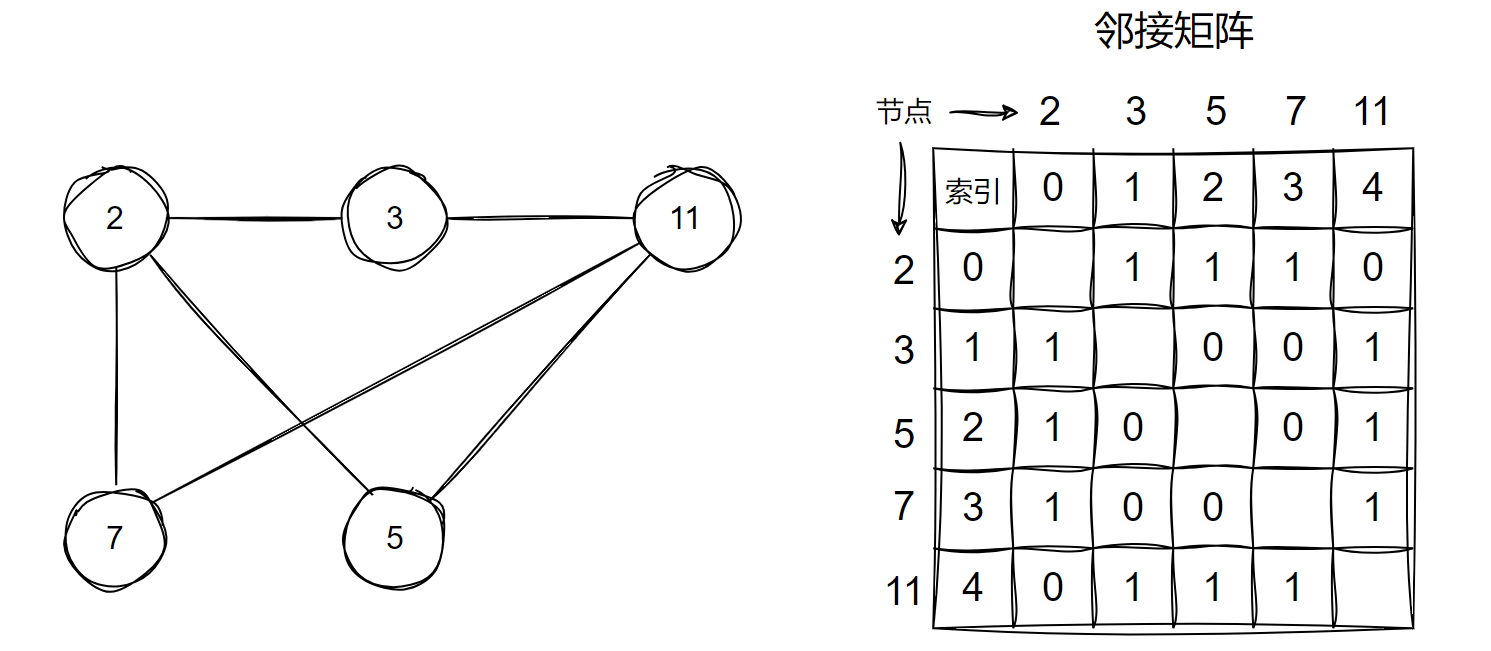 邻接矩阵
节点 2 3 5 7 11
索引 0 1 2 3 4
2 3 11
2 0 1 1 1 0
3 1 1 0 0 1
5 2 1 0 0 1
7 3 1 0 0 1
7 5
11 4 0 1 1 1